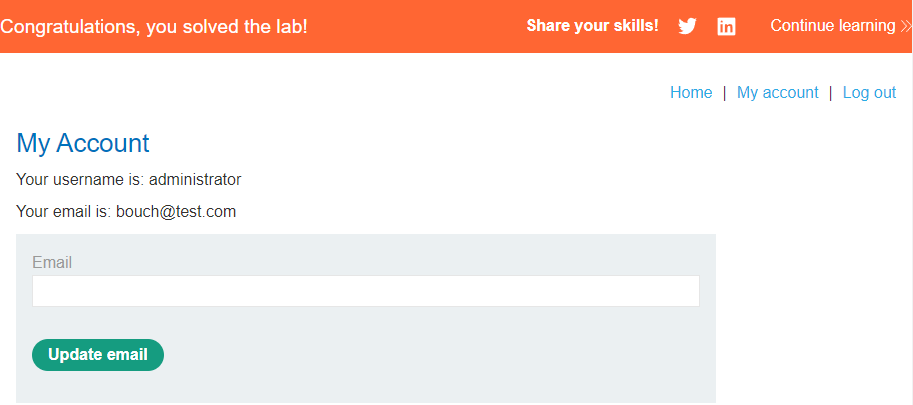 Congratulations, you solved the lab!
Share your skills!
Continue learning
Home | My account | Log out
My Account
Your username is: administrator
Your email is: bouch@test.com
Email
Update email